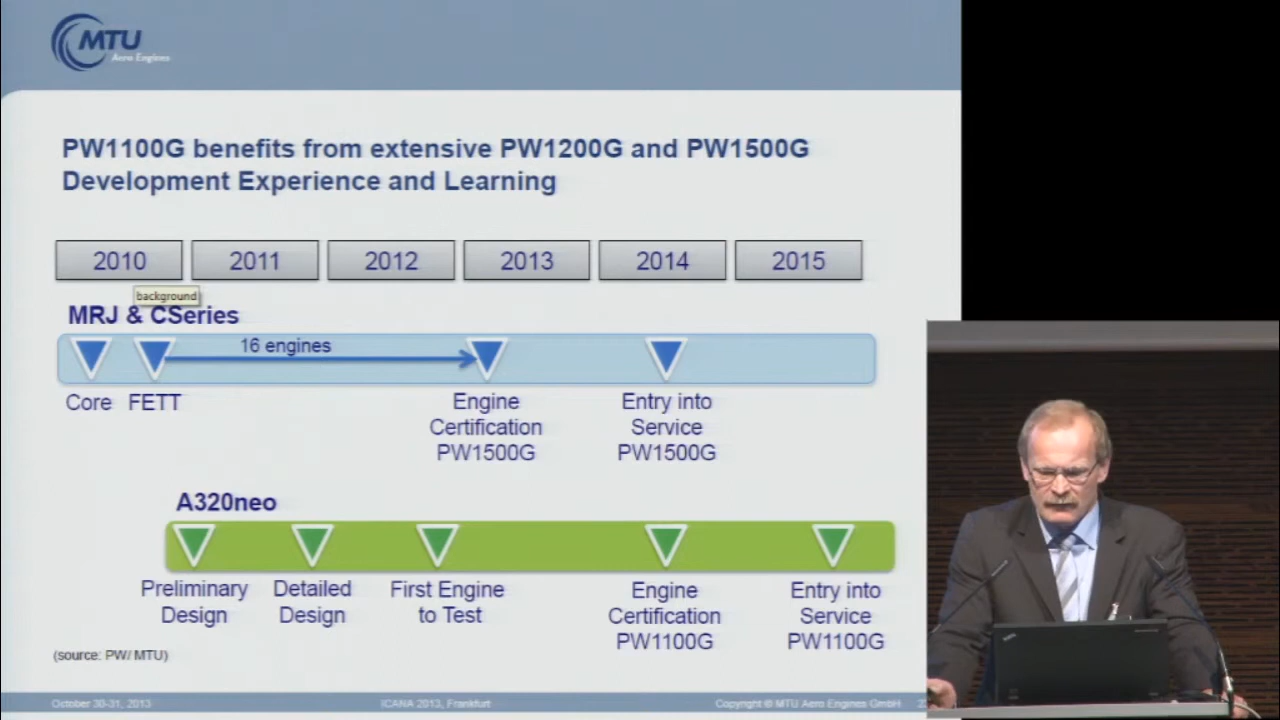 MTU
Aero Engines
PW1100G benefits from extensive PW1200G and PW1500G
Development Experience and Learning
2010 2011 2012 2013 2014 2015
background
MRJ & CSeries
16 engines
Core FETT
Engine
Certification
PW1500G
Entry into
Service
PW1500G
A320neo
Preliminary
Design
Detailed
Design
First Engine
to Test
Engine
Certification
PW1100G
Entry into
Service
PW1100G
(source: PW/ MTU)
October 30-31, 2013 ICANA 2013, Frankfurt Copyright © MTU Aero Engines GmbH